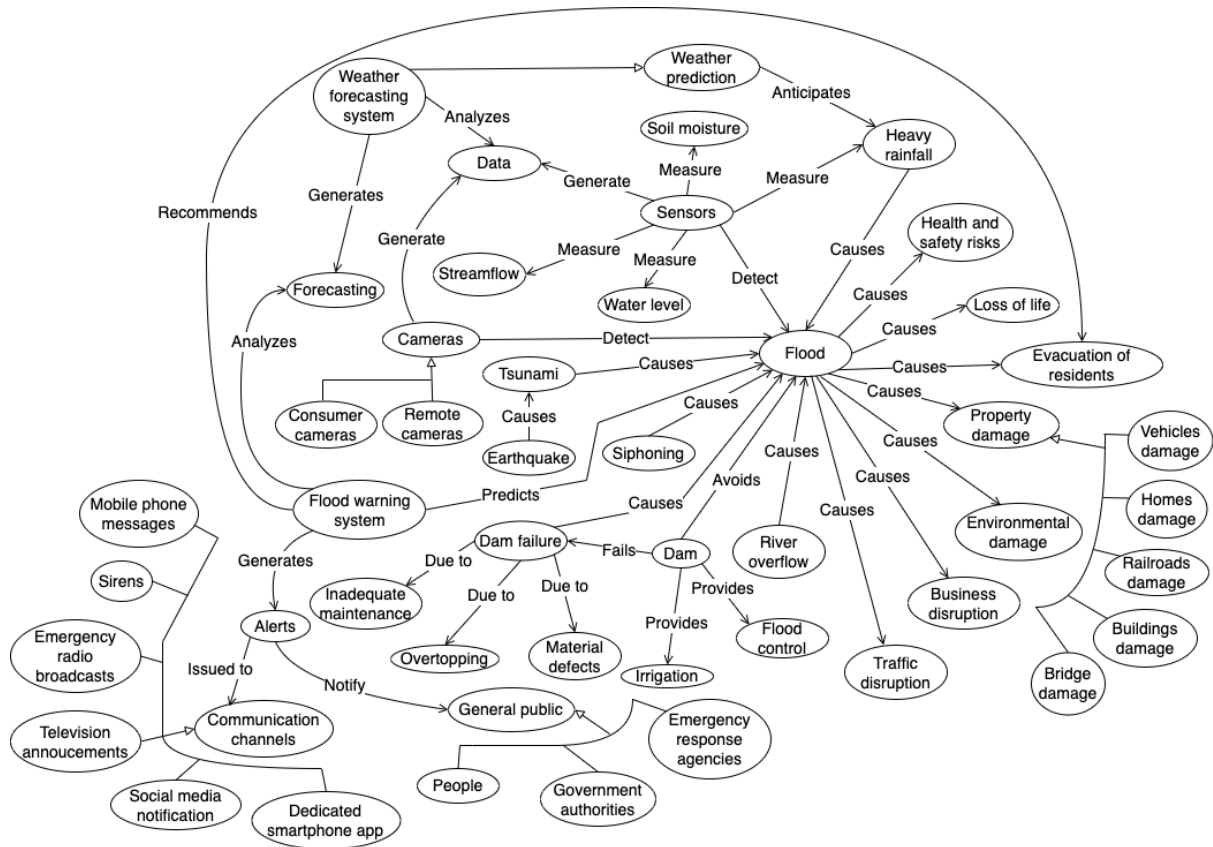 Weather
forecasting
system
Weather
prediction
Anticipates
Analyzes
Soil moisture
Heavy
rainfall
Data
Measure
Generate
Measure
Generates
Recommends
Sensors
Health and
safety risks
Generate
Measure
Measure
Causes
Streamflow
Detect
Forecasting
Water level
Causes
Loss of life
Analyzes
Cameras
Detect
Flood
Causes
Evacuation of
residents
Tsunami
Causes
Causes
Causes
Consumer
cameras
Remote
cameras
Causes
Causes
Property
damage
Vehicles
damage
Earthquake
Siphoning
Causes
Causes
Mobile phone
messages
Flood warning
system
Predicts
Causes
Avoids
Causes
Causes
Environmental
damage
Homes
damage
Generates
Dam failure
Fails
Dam
River
overflow
Sirens
Due to
Due to
Due to
Provides
Railroads
damage
Inadequate
maintenance
Business
disruption
Alerts
Provides
Flood
control
Buildings
damage
Emergency
radio
broadcasts
Overtopping
Material
defects
Irrigation
Traffic
disruption
Bridge
damage
Issued to
Notify
Communication
channels
General public
Emergency
response
agencies
Television
annoucements
People
Government
authorities
Social media
notification
Dedicated
smartphone app